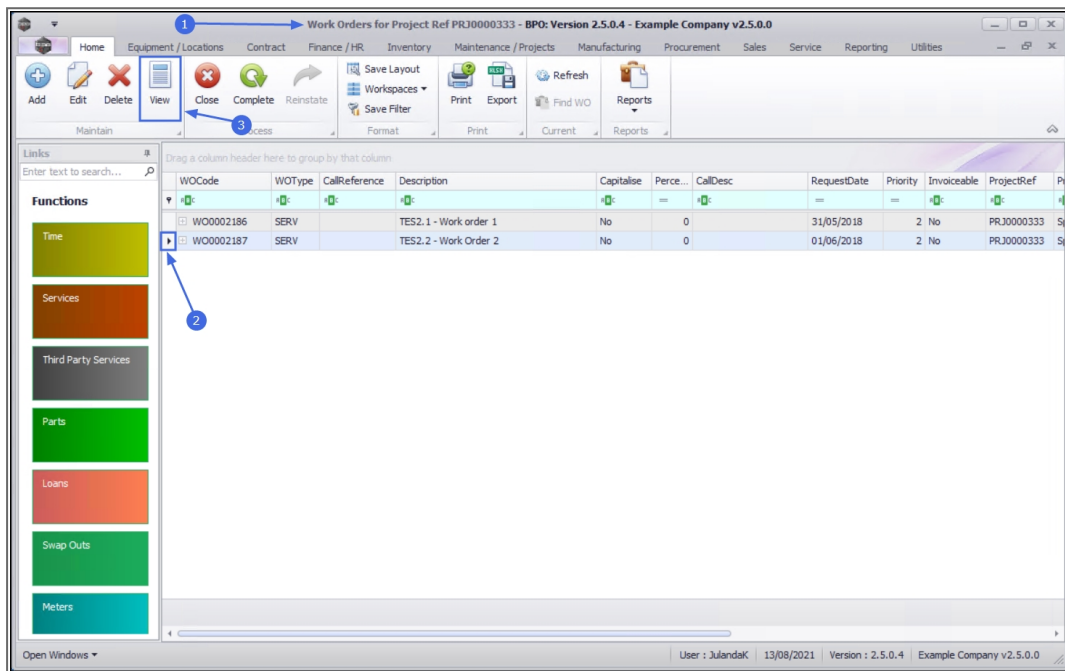 1
Work Orders for Project Ref PRJ0000333 - BPO: Version 2.5.0.4 - Example Company v2.5.0.0
Home Equipment / Locations Contract Finance / HR Inventory Maintenance / Projects Manufacturing Procurement Sales Service Reporting Utilities
Add Edit Delete View Close Complete Reinstate
Save Layout
Workspaces
Save Filter
Print Export
Refresh
Find WO
Reports
3
Maintain Format Print Current Reports
Links
Enter text to search...
Drag a column header here to group by that column
WOCode WOType CallReference Description Capitalise Perce... CallDesc RequestDate Priority Invoiceable ProjectRef
WO0002186 SERV TES2.1 - Work order 1 No 0 31/05/2018 2 No PRJ0000333
WO0002187 SERV TES2.2 - Work Order 2 No 0 01/06/2018 2 No PRJ0000333
2
Functions
Time
Services
Third Party Services
Parts
Loans
Swap Outs
Meters
Open Windows User : JulandaK 13/08/2021 Version : 2.5.0.4 Example Company v2.5.0.0